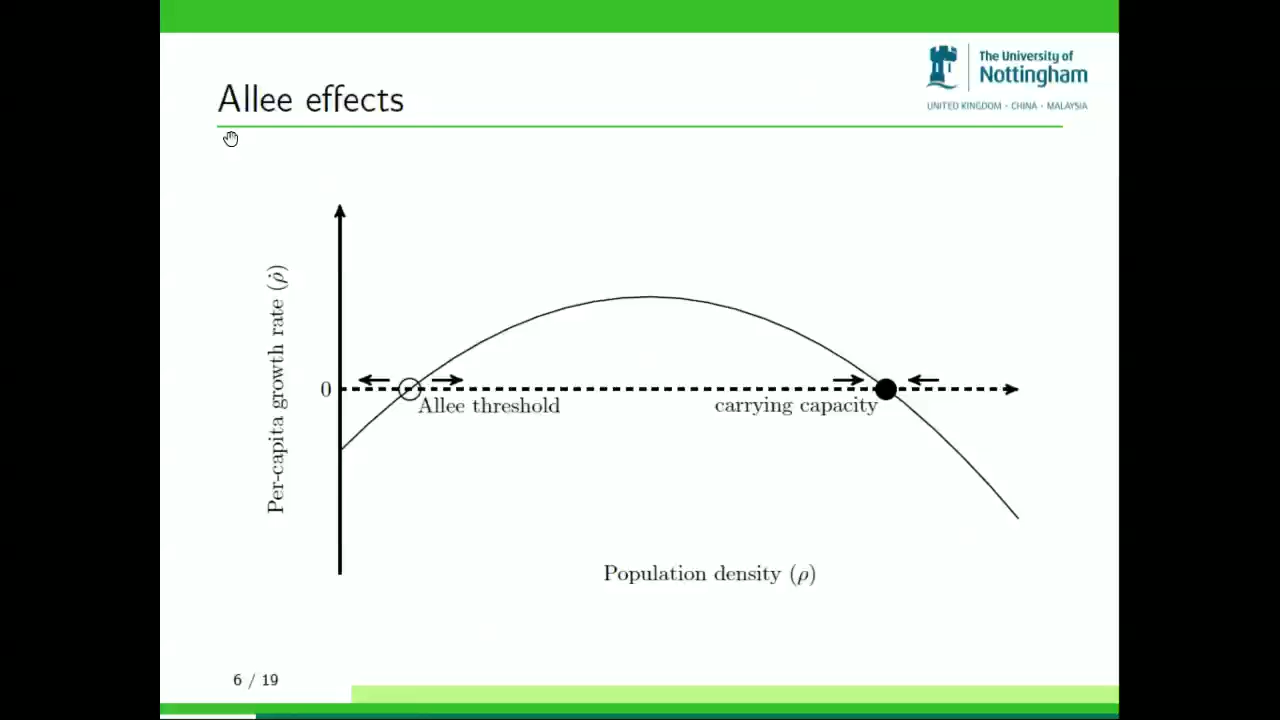 The University of
Nottingham
UNITED KINGDOM · CHINA · MALAYSIA
Allee effects
Per-capita growth rate (ρ̇)
0
Allee threshold
carrying capacity
Population density (ρ)
6 / 19